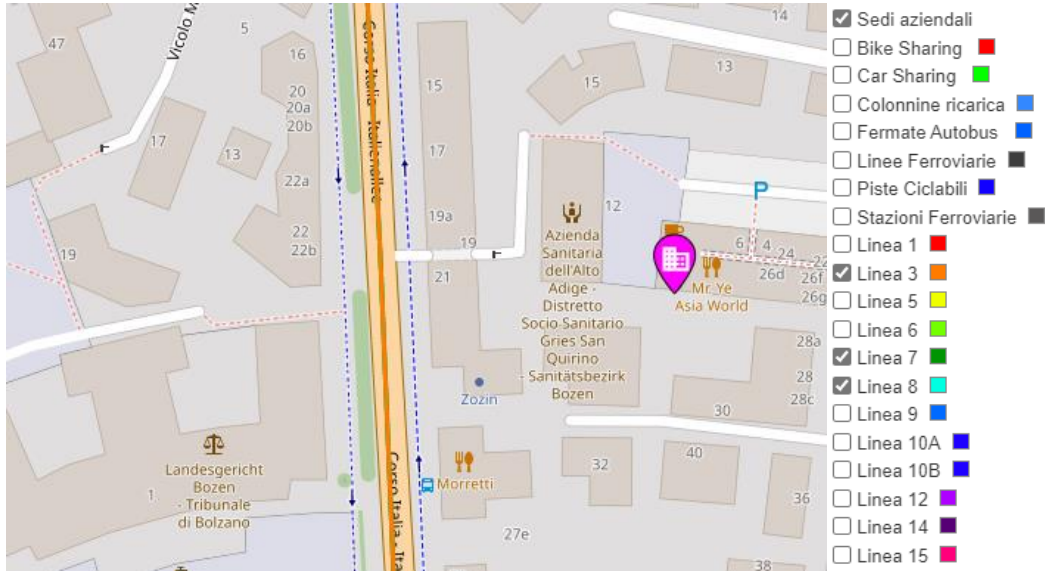 47
5
Vicolo M
16
20
20a
20b
17
13
22a
22
22b
19
Corso Italia - Italienallee
15
17
19a
19
21
14
13
15
12
Azienda
Sanitaria
dell'Alto
Adige -
Distretto
Socio Sanitario
Gries San
Quirino
- Sanitätsbezirk
Bozen
P
6
4
24
22
26d
26f
26g
Mr. Ye
Asia World
28a
28
28c
30
Zozin
Landesgericht
Bozen
- Tribunale
di Bolzano
1
Corso Italia - Ita
Morretti
27e
32
40
36
38
Sedi aziendali
Bike Sharing
Car Sharing
Colonnine ricarica
Fermate Autobus
Linee Ferroviarie
Piste Ciclabili
Stazioni Ferroviarie
Linea 1
Linea 3
Linea 5
Linea 6
Linea 7
Linea 8
Linea 9
Linea 10A
Linea 10B
Linea 12
Linea 14
Linea 15